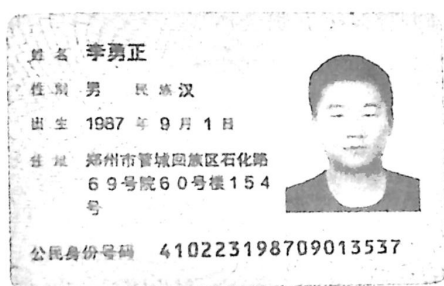 姓名 李勇正
性别 男 民族汉
出生 1987 年 9 月 1 日
住址 郑州市管城回族区石化路
69号院60号楼154
号
公民身份号码 410223198709013537